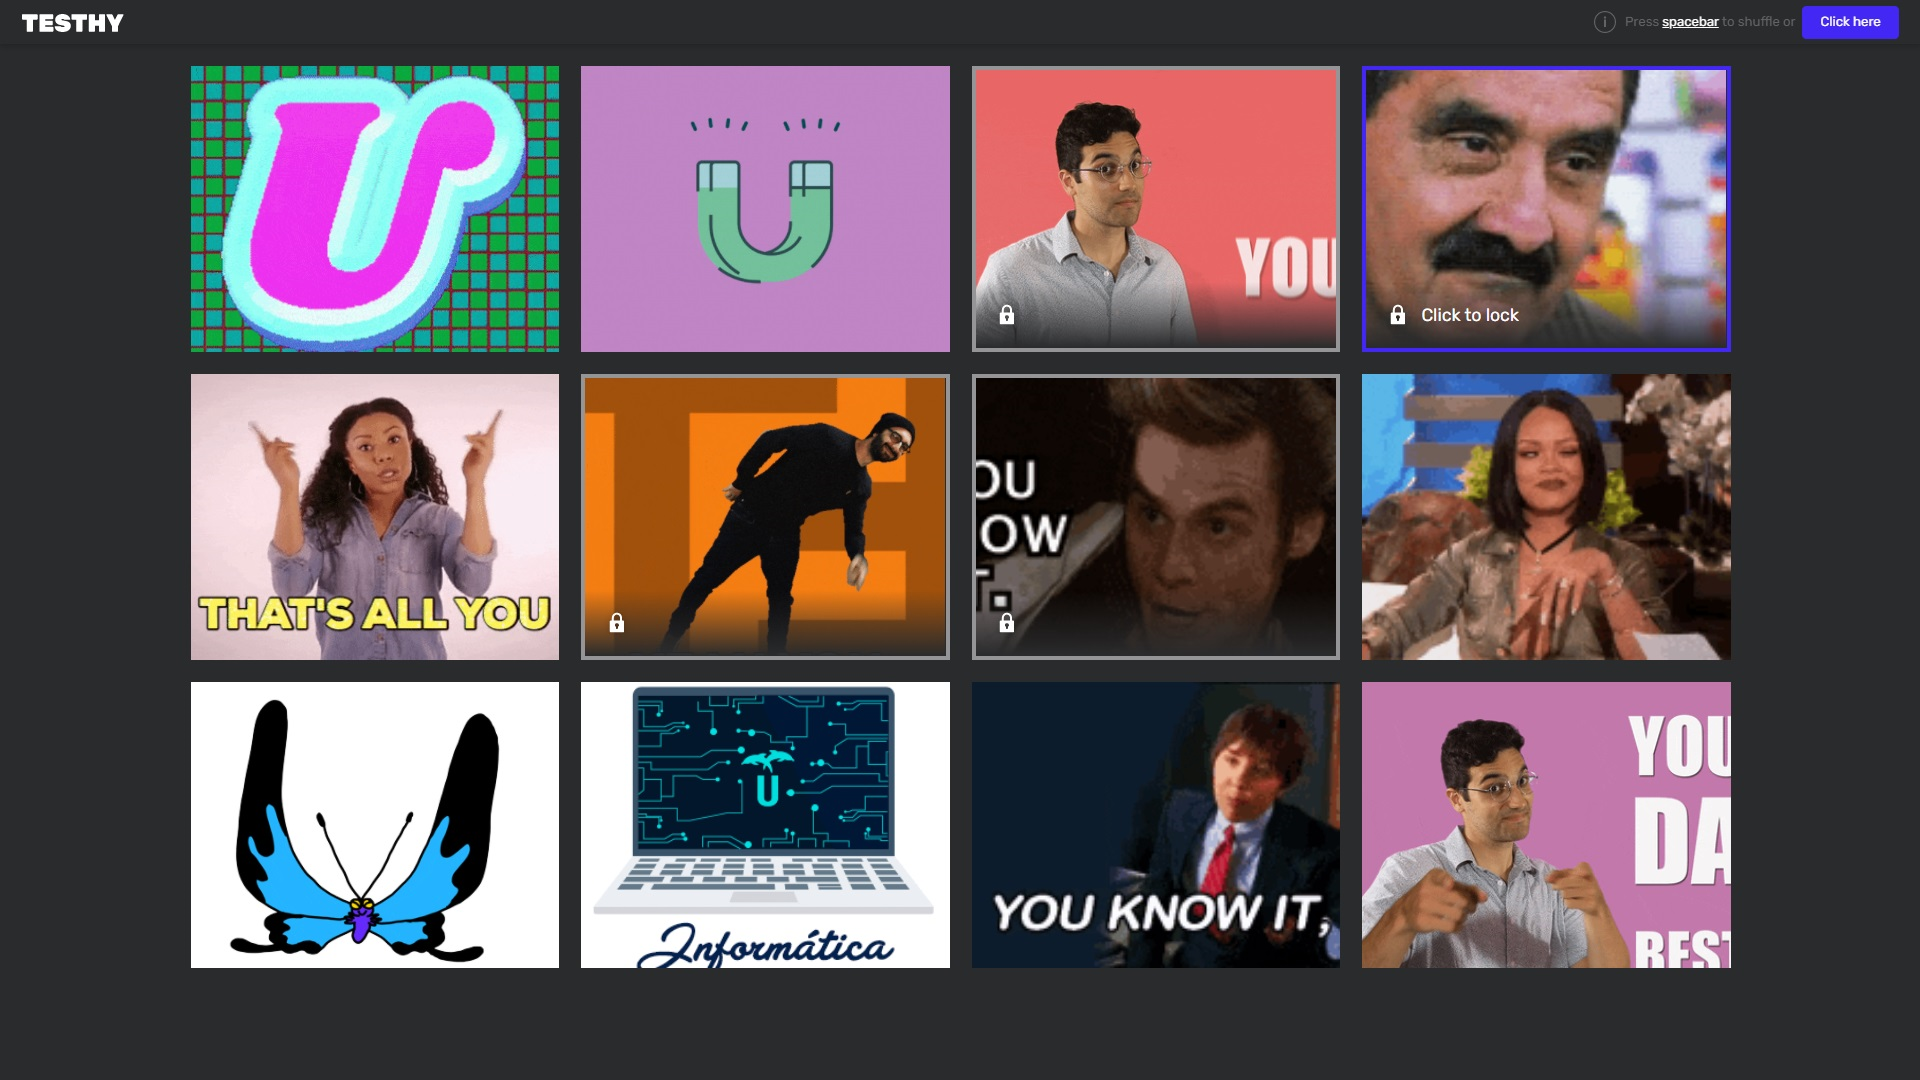 TESTHY
Press spacebar to shuffle or
Click here
U
U
YOU
Click to lock
THAT'S ALL YOU
TE
OU
OW
T.
U
Informática
YOU KNOW IT,
YOU
DA
BEST